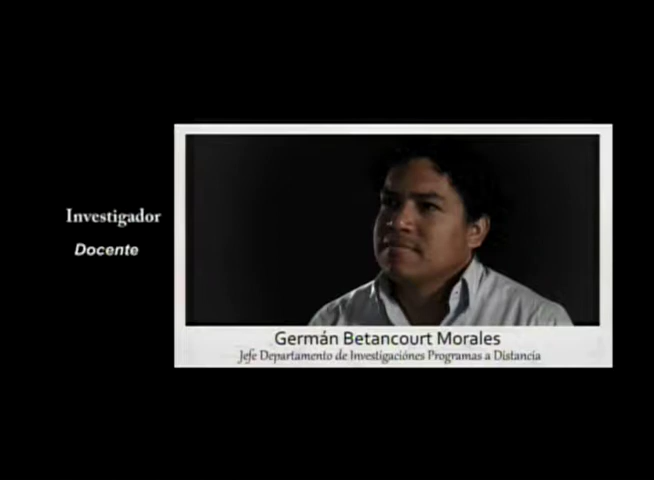 Investigador
Docente
Germán Betancourt Morales
Jefe Departamento de Investigaciónes Programas a Distancia